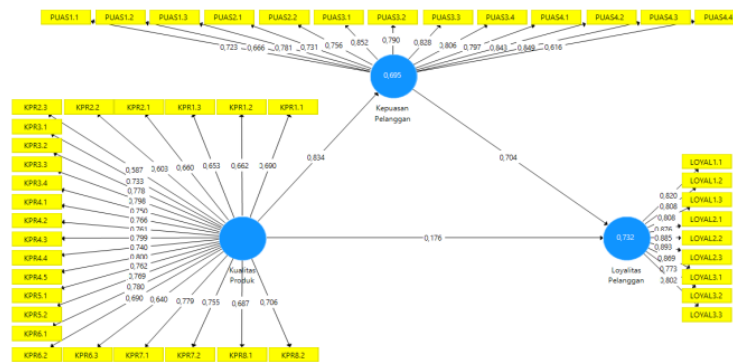 PUAS1.1 PUAS1.2 PUAS1.3 PUAS2.1 PUAS2.2 PUAS3.1 PUAS3.2 PUAS3.3 PUAS3.4 PUAS4.1 PUAS4.2 PUAS4.3 PUAS4.4
0,723 0,666 0,781 0,731 0,756 0,852 0,790 0,828 0,806 0,797 0,843 0,849 0,616
0,695
Kepuasan
Pelanggan
KPR2.3 KPR2.2 KPR2.1 KPR1.3 KPR1.2 KPR1.1
KPR3.1
KPR3.2
KPR3.3
KPR3.4
KPR4.1
KPR4.2
KPR4.3
KPR4.4
KPR4.5
KPR5.1
KPR5.2
KPR6.1
KPR6.2 KPR6.3 KPR7.1 KPR7.2 KPR8.1 KPR8.2
0,587 0,603 0,660 0,653 0,662 0,690
0,733
0,778
0,798
0,750
0,766
0,799
0,740
0,800
0,762
0,769
0,780
0,690 0,640 0,779 0,755 0,687 0,706
Kualitas
Produk
0,834
0,704
0,176
0,732
Loyalitas
Pelanggan
0,820
0,808
0,808
0,885
0,893
0,869
0,773
0,802
LOYAL1.1
LOYAL1.2
LOYAL1.3
LOYAL2.1
LOYAL2.2
LOYAL2.3
LOYAL3.1
LOYAL3.2
LOYAL3.3